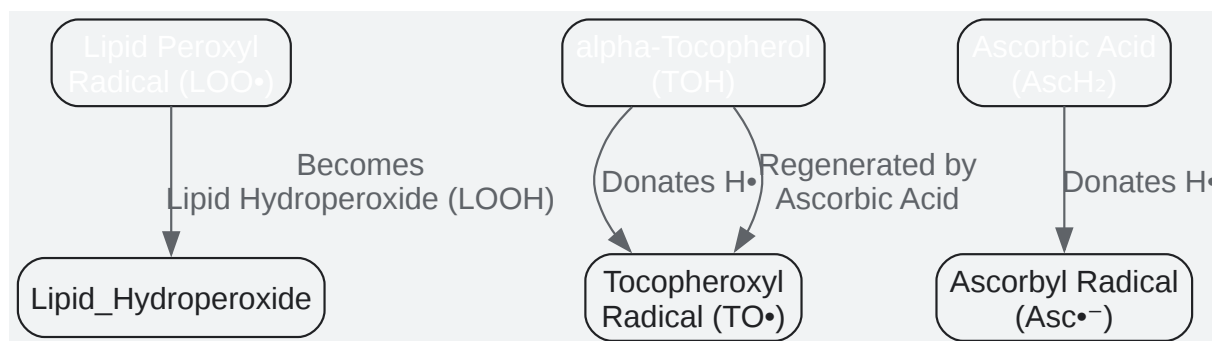 Lipid Peroxyl
Radical (LOO•)
alpha-Tocopherol
(TOH)
Ascorbic Acid
(AscH₂)
Becomes
Lipid Hydroperoxide (LOOH)
Donates H•
Regenerated by
Ascorbic Acid
Donates H•
Lipid_Hydroperoxide
Tocopheroxyl
Radical (TO•)
Ascorbyl Radical
(Asc•⁻)